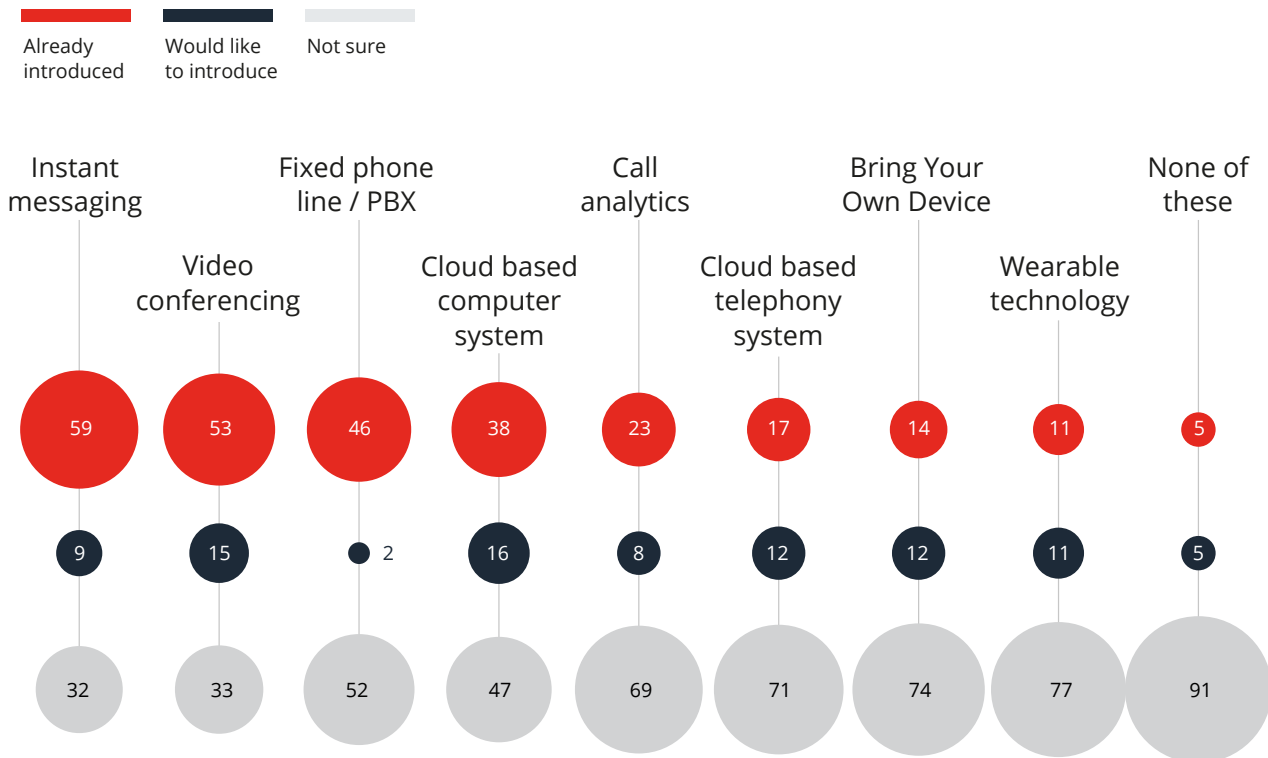 Already
introduced
Would like
to introduce
Not sure
Instant
messaging
Fixed phone
line / PBX
Call
analytics
Bring Your
Own Device
None of
these
Video
conferencing
Cloud based
computer
system
Cloud based
telephony
system
Wearable
technology
59 53 46 38 23 17 14 11 5
9 15 2 16 8 12 12 11 5
32 33 52 47 69 71 74 77 91